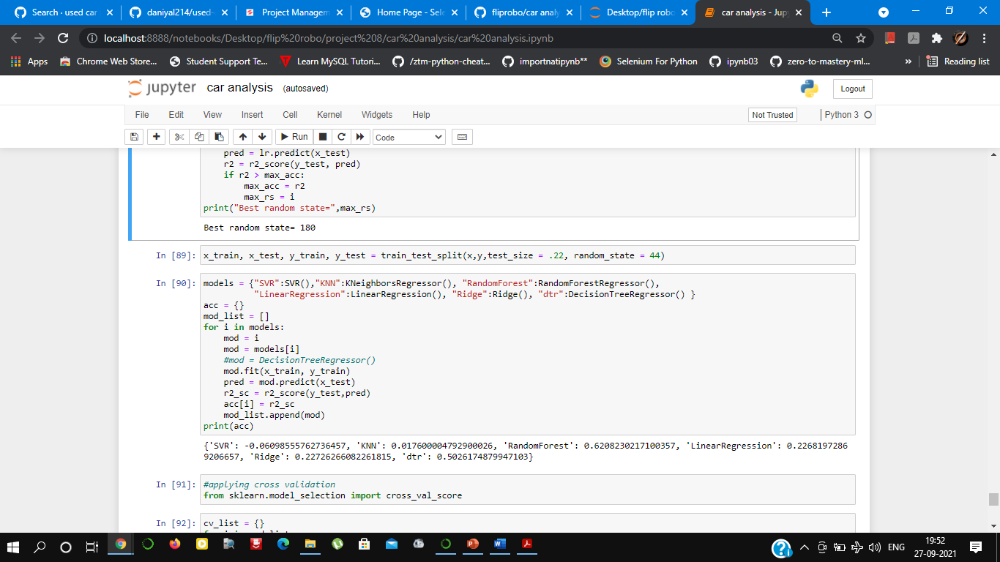 Search · used car
daniyal214/used-
Project Managem
Home Page - Sele
fliprobo/car analy
Desktop/flip robo
car analysis - Jup
localhost:8888/notebooks/Desktop/flip%20robo/project%208/car%20analysis/car%20analysis.ipynb
Apps
Chrome Web Store...
Student Support Te...
Learn MySQL Tutori...
/ztm-python-cheat...
importnatipynb**
Selenium For Python
ipynb03
zero-to-mastery-ml...
»
Reading list
jupyter car analysis (autosaved)
Logout
File Edit View Insert Cell Kernel Widgets Help
Not Trusted
Python 3
Run
Code
pred = lr.predict(x_test)
r2 = r2_score(y_test, pred)
if r2 > max_acc:
max_acc = r2
max_rs = i
print("Best random state=",max_rs)
Best random state= 180
In [89]: x_train, x_test, y_train, y_test = train_test_split(x,y,test_size = .22, random_state = 44)
In [90]: models = {"SVR":SVR(),"KNN":KNeighborsRegressor(), "RandomForest":RandomForestRegressor(),
"LinearRegression":LinearRegression(), "Ridge":Ridge(), "dtr":DecisionTreeRegressor() }
acc = {}
mod_list = []
for i in models:
mod = i
mod = models[i]
#mod = DecisionTreeRegressor()
mod.fit(x_train, y_train)
pred = mod.predict(x_test)
r2_sc = r2_score(y_test,pred)
acc[i] = r2_sc
mod_list.append(mod)
print(acc)
{'SVR': -0.06098555762736457, 'KNN': 0.017600004792900026, 'RandomForest': 0.6208230217100357, 'LinearRegression': 0.2268197286
9206657, 'Ridge': 0.22726266082261815, 'dtr': 0.5026174879947103}
In [91]: #applying cross validation
from sklearn.model_selection import cross_val_score
In [92]: cv_list = {}
ENG
19:52
27-09-2021